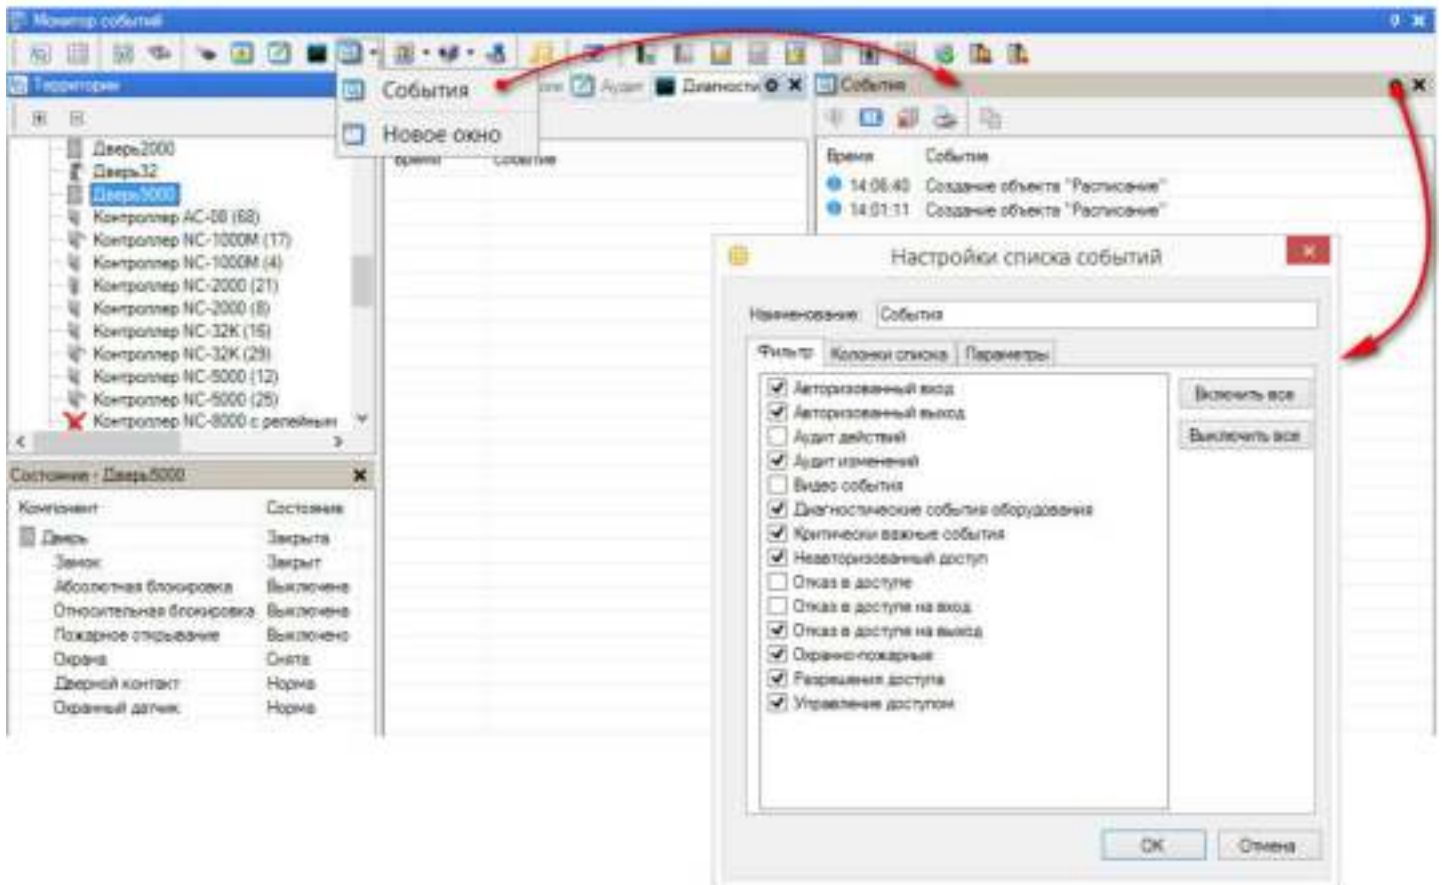 Монитор событий
Территории
События
Новое окно
Аудит
Диагности
События
Время Событие
Время Событие
14:06:40 Создание объекта "Расписание"
14:01:11 Создание объекта "Расписание"
Дверь2000
Дверь32
Дверь5000
Контроллер AC-08 (68)
Контроллер NC-1000M (17)
Контроллер NC-1000M (4)
Контроллер NC-2000 (21)
Контроллер NC-2000 (8)
Контроллер NC-32K (16)
Контроллер NC-32K (29)
Контроллер NC-5000 (12)
Контроллер NC-5000 (25)
Контроллер NC-8000 с релейным
Состояние - Дверь5000
Компонент Состояние
Дверь Закрыта
Замок Закрыт
Абсолютная блокировка Выключена
Относительная блокировка Выключена
Пожарное открывание Выключено
Охрана Снята
Дверной контакт Норма
Охранный датчик Норма
Настройки списка событий
Наименование: События
Фильтр Колонки списка Параметры
Авторизованный вход
Авторизованный выход
Аудит действий
Аудит изменений
Видео события
Диагностические события оборудования
Критически важные события
Неавторизованный доступ
Отказ в доступе
Отказ в доступе на вход
Отказ в доступе на выход
Охранно-пожарные
Разрешения доступа
Управление доступом
Включить все
Выключить все
OK Отмена